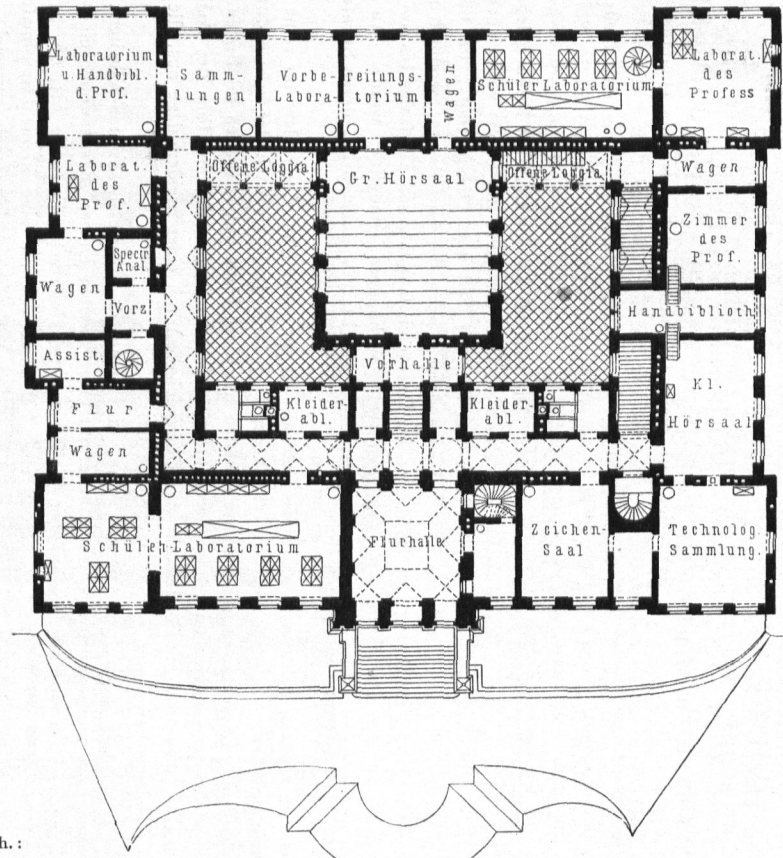 Laboratorium
u. Handbibl.
d. Prof.
Samm-
lungen
Vorbe-
Labora-
reitungs-
torium
Wagen
Schüler Laboratorium
Laborat.
des
Profess
Laborat.
des
Prof.
Offene Loggia
Gr. Hörsaal
Offene Loggia
Wagen
Zimmer
des
Prof.
Wagen
Spectr
Anal
Vorz
Handbiblioth
Assist.
Vorhalle
Flur
Kleider-
abl.
Kleider-
abl.
Kl.
Hörsaal
Wagen
Schüler-Laboratorium
Flurhalle
Zeichen-
Saal
Technolog.
Sammlung.
h. :